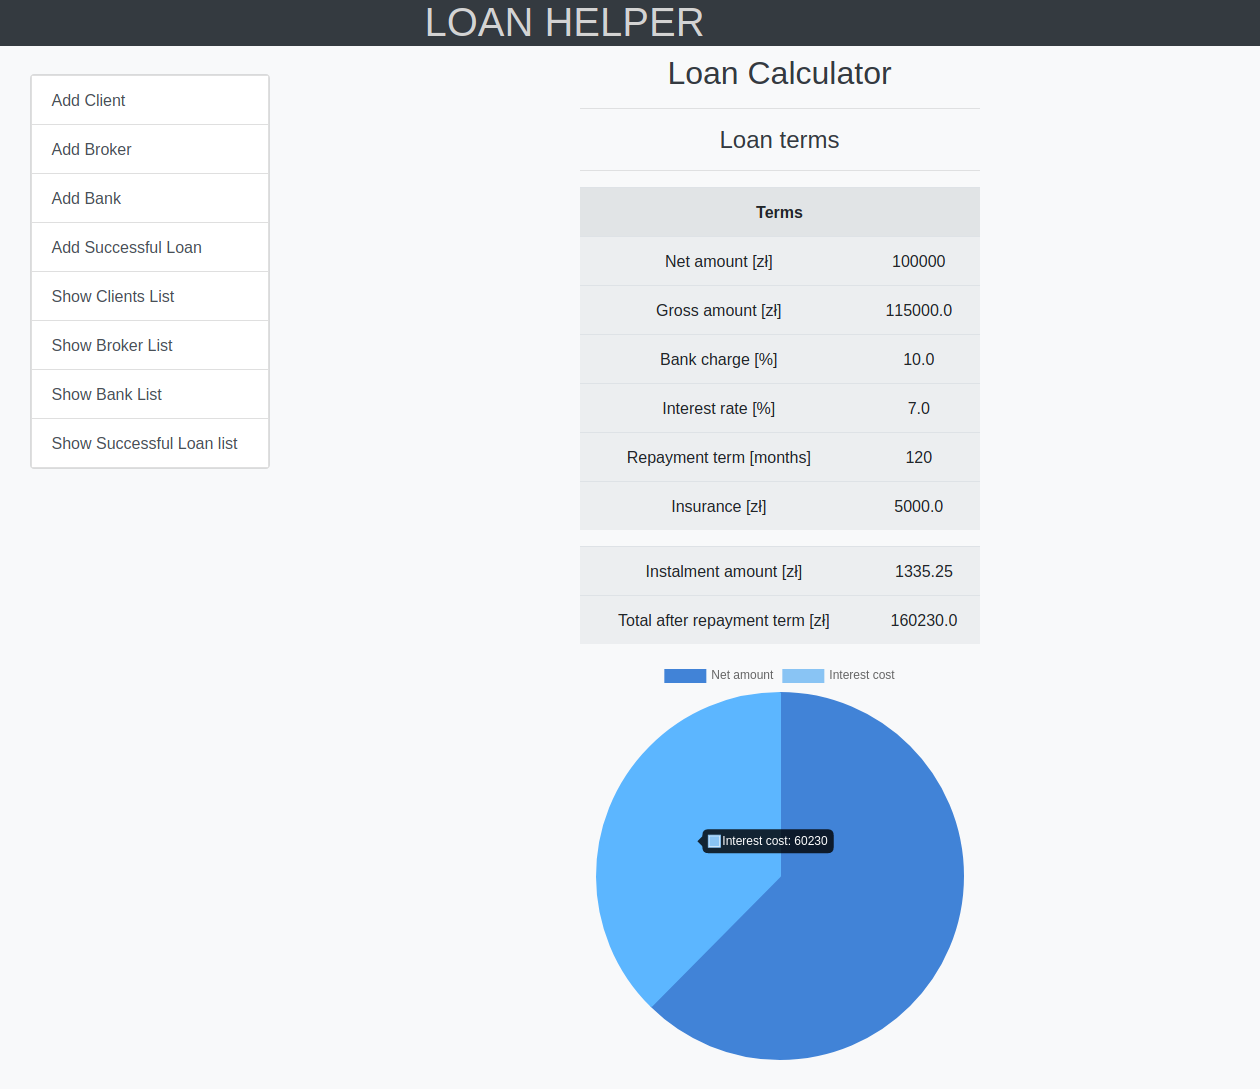 LOAN HELPER
Add Client
Add Broker
Add Bank
Add Successful Loan
Show Clients List
Show Broker List
Show Bank List
Show Successful Loan list
Loan Calculator
Loan terms
Terms
Net amount [zł] 100000
Gross amount [zł] 115000.0
Bank charge [%] 10.0
Interest rate [%] 7.0
Repayment term [months] 120
Insurance [zł] 5000.0
Instalment amount [zł] 1335.25
Total after repayment term [zł] 160230.0
Net amount Interest cost
Interest cost: 60230